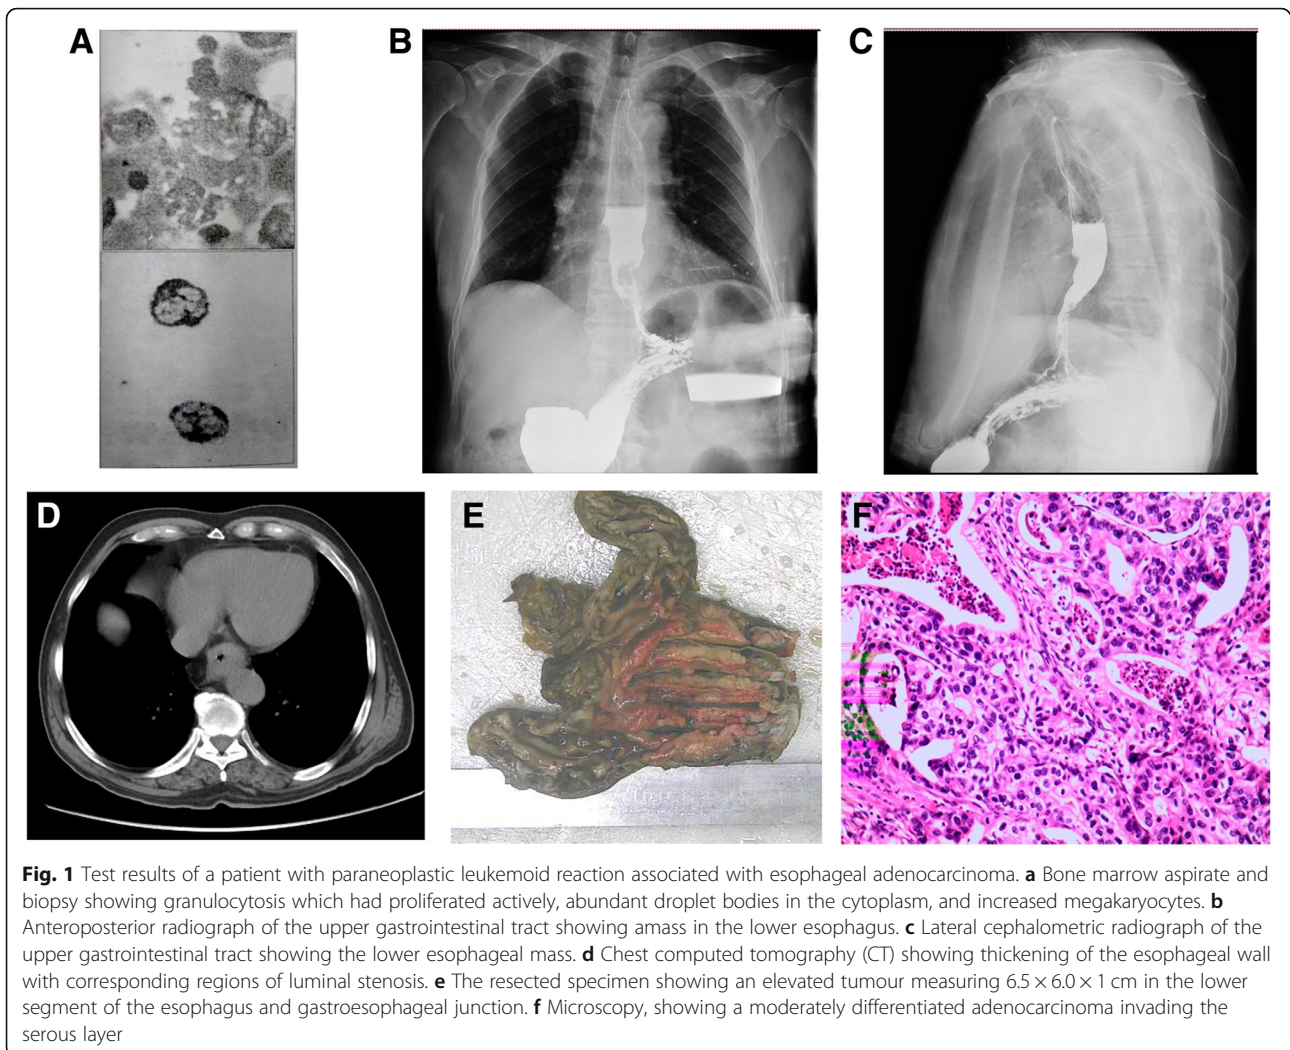 A
B
C
D
E
F
Fig. 1 Test results of a patient with paraneoplastic leukemoid reaction associated with esophageal adenocarcinoma. a Bone marrow aspirate and
biopsy showing granulocytosis which had proliferated actively, abundant droplet bodies in the cytoplasm, and increased megakaryocytes. b
Anteroposterior radiograph of the upper gastrointestinal tract showing amass in the lower esophagus. c Lateral cephalometric radiograph of the
upper gastrointestinal tract showing the lower esophageal mass. d Chest computed tomography (CT) showing thickening of the esophageal wall
with corresponding regions of luminal stenosis. e The resected specimen showing an elevated tumour measuring 6.5 × 6.0 × 1 cm in the lower
segment of the esophagus and gastroesophageal junction. f Microscopy, showing a moderately differentiated adenocarcinoma invading the
serous layer